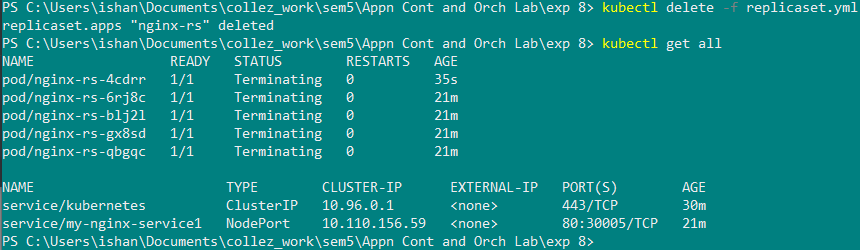 PS C:\Users\ishan\Documents\collez_work\sem5\Appn Cont and Orch Lab\exp 8> kubectl delete -f replicaset.yml
replicaset.apps "nginx-rs" deleted
PS C:\Users\ishan\Documents\collez_work\sem5\Appn Cont and Orch Lab\exp 8> kubectl get all
NAME READY STATUS RESTARTS AGE
pod/nginx-rs-4cdrr 1/1 Terminating 0 35s
pod/nginx-rs-6rj8c 1/1 Terminating 0 21m
pod/nginx-rs-blj2l 1/1 Terminating 0 21m
pod/nginx-rs-gx8sd 1/1 Terminating 0 21m
pod/nginx-rs-qbgqc 1/1 Terminating 0 21m
NAME TYPE CLUSTER-IP EXTERNAL-IP PORT(S) AGE
service/kubernetes ClusterIP 10.96.0.1 <none> 443/TCP 30m
service/my-nginx-service1 NodePort 10.110.156.59 <none> 80:30005/TCP 21m
PS C:\Users\ishan\Documents\collez_work\sem5\Appn Cont and Orch Lab\exp 8>